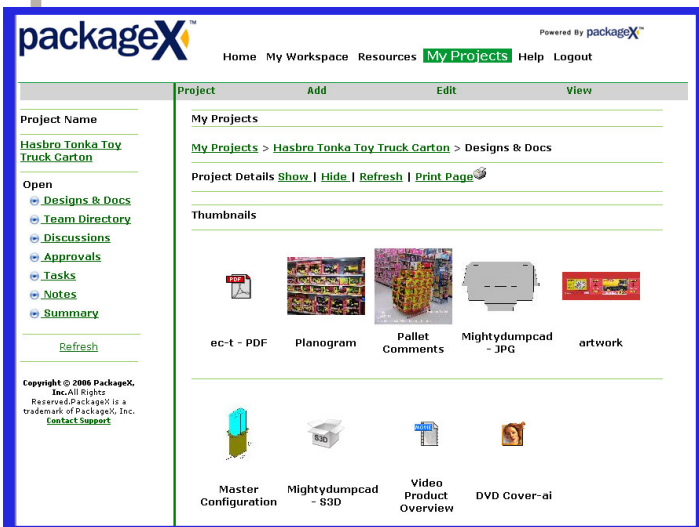 packageX™
Powered By packageX™
Home My Workspace Resources My Projects Help Logout
Project Add Edit View
Project Name
Hasbro Tonka Toy
Truck Carton
Open
Designs & Docs
Team Directory
Discussions
Approvals
Tasks
Notes
Summary
Refresh
Copyright © 2006 PackageX,
Inc.All Rights
Reserved.PackageX is a
trademark of PackageX, Inc.
Contact Support
My Projects
My Projects > Hasbro Tonka Toy Truck Carton > Designs & Docs
Project Details Show | Hide | Refresh | Print Page
Thumbnails
PDF
ec-t - PDF
Planogram
Pallet
Comments
Mightydumpcad
- JPG
artwork
S3D
MOVIE
Master
Configuration
Mightydumpcad
- S3D
Video
Product
Overview
DVD Cover-ai